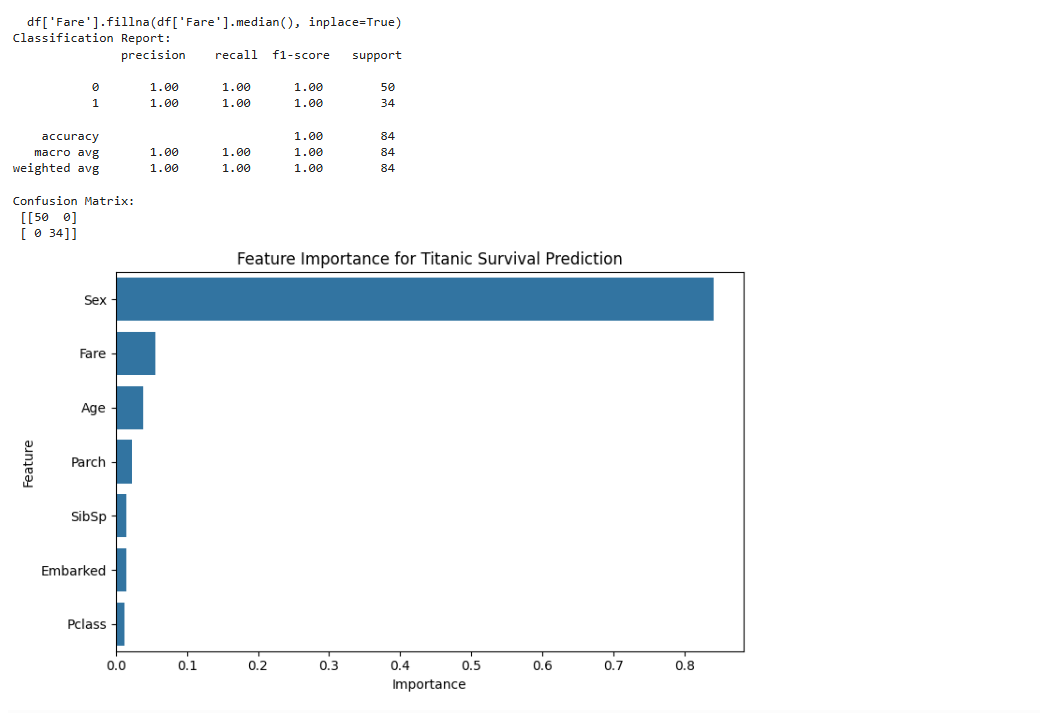 df['Fare'].fillna(df['Fare'].median(), inplace=True)
Classification Report:
precision recall f1-score support
0 1.00 1.00 1.00 50
1 1.00 1.00 1.00 34
accuracy 1.00 84
macro avg 1.00 1.00 1.00 84
weighted avg 1.00 1.00 1.00 84
Confusion Matrix:
[[50 0]
[ 0 34]]
Feature Importance for Titanic Survival Prediction
Sex
Fare
Age
Parch
SibSp
Embarked
Pclass
Feature
0.0 0.1 0.2 0.3 0.4 0.5 0.6 0.7 0.8
Importance